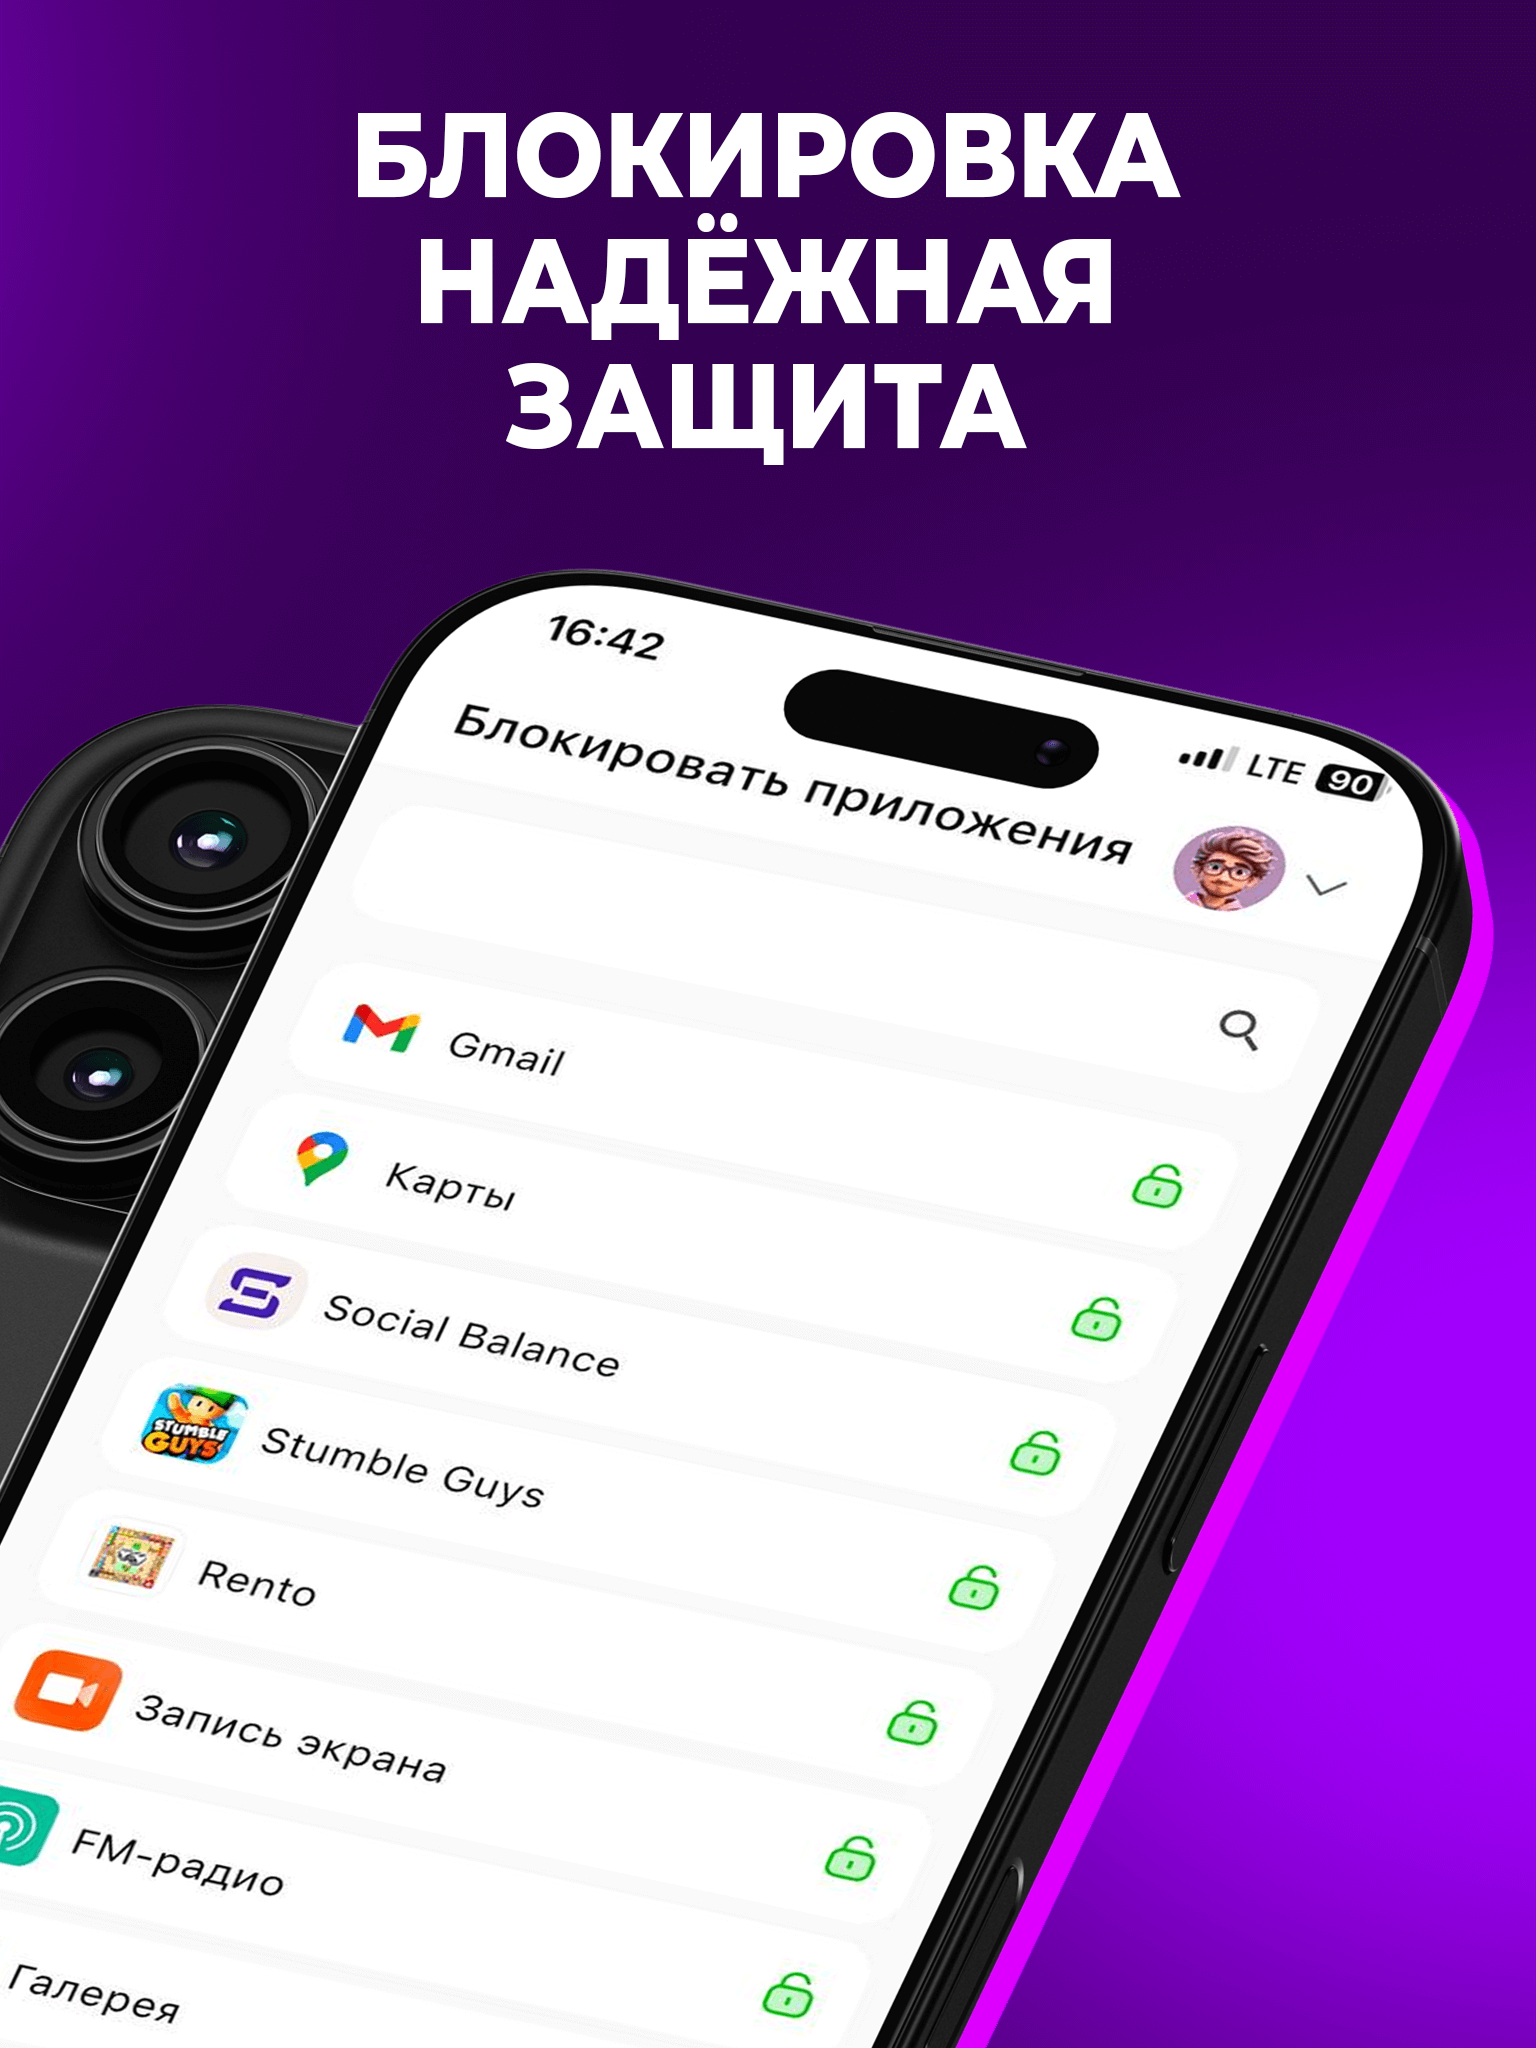 БЛОКИРОВКА
НАДЁЖНАЯ
ЗАЩИТА
16:42
LTE 90
Блокировать приложения
Gmail
Карты
Social Balance
STUMBLE
GUYS
Stumble Guys
Rento
Запись экрана
FM-радио
Галерея